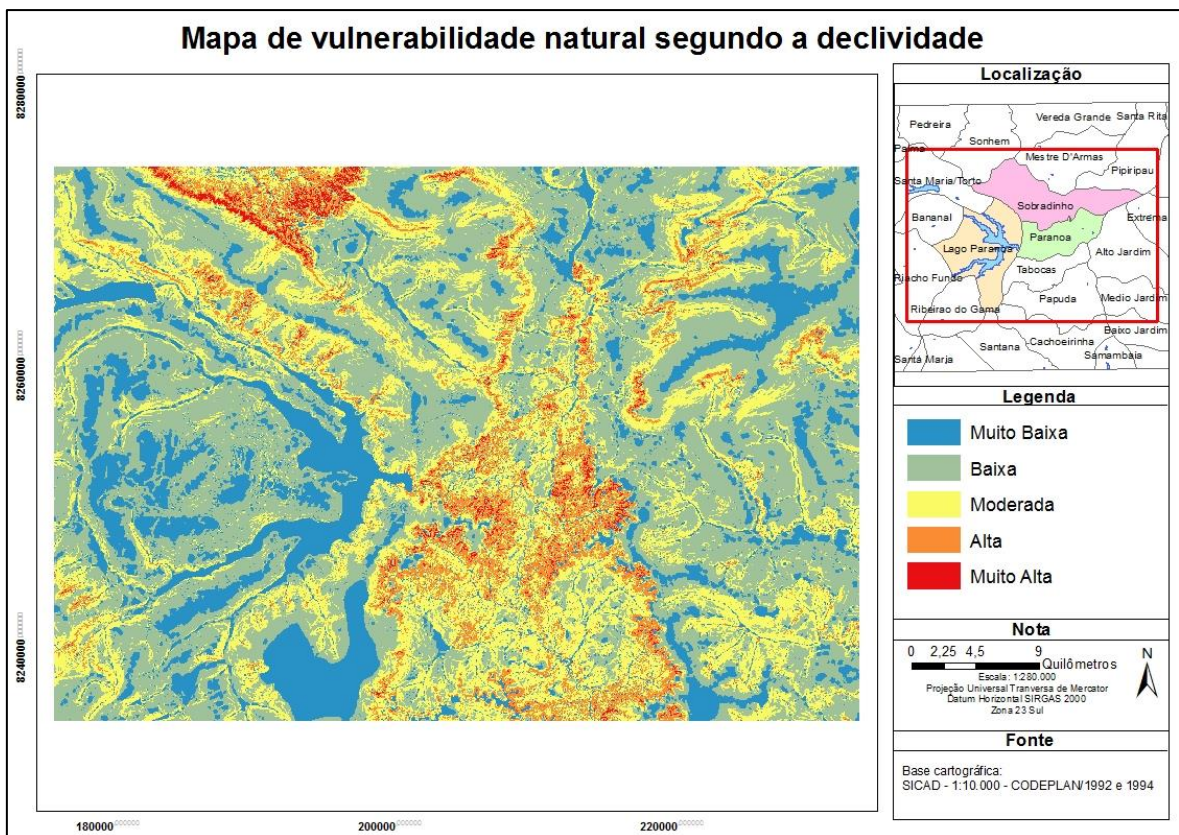 Mapa de vulnerabilidade natural segundo a declividade
8280000
8260000
8240000
180000
200000
220000
Localização
Pedreira
Vereda Grande
Santa Rita
Sonhem
Palma
Mestre D'Armas
Pipiripau
Santa Maria/Torto
Sobradinho
Bananal
Extrema
Paranoa
Lago Paranoa
Alto Jardim
Riacho Fundo
Tabocas
Papuda
Medio Jardim
Ribeirao do Gama
Baixo Jardim
Cachoeirinha
Santana
Santa Maria
Samambaia
Legenda
Muito Baixa
Baixa
Moderada
Alta
Muito Alta
Nota
0 2,25 4,5 9
Quilômetros
N
Escala: 1:280.000
Projeção Universal Tranversa de Mercator
Datum Horizontal SIRGAS 2000
Zona 23 Sul
Fonte
Base cartográfica:
SICAD - 1:10.000 - CODEPLAN/1992 e 1994